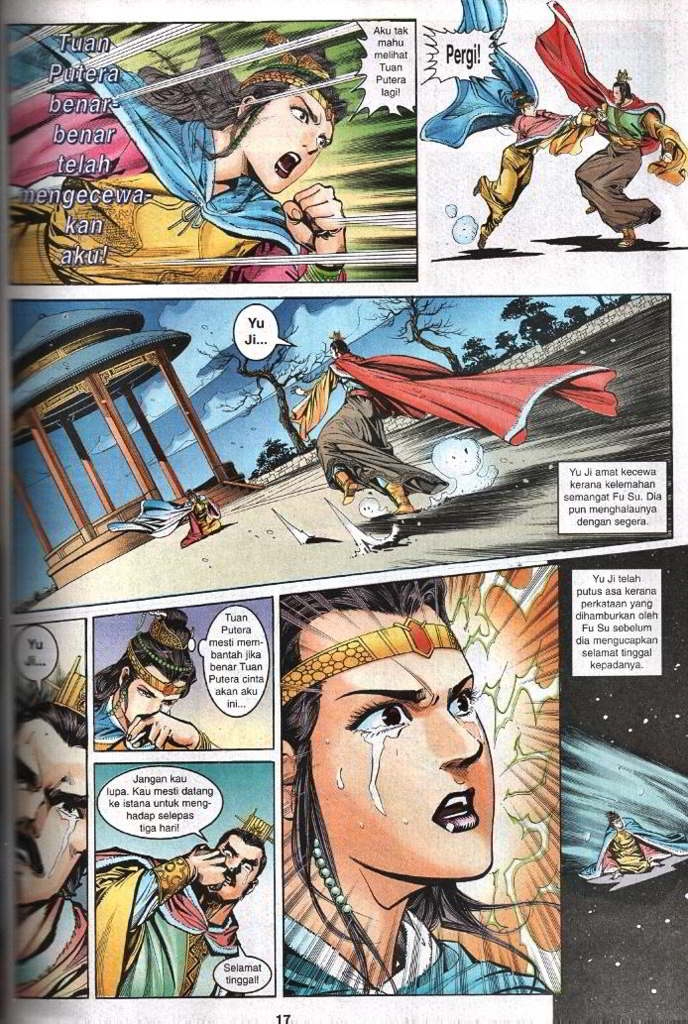 Tuan
Putera
benar-
benar
telah
mengecewa-
kan
aku!
Aku tak
mahu
melihat
Tuan
Putera
lagi!
Pergi!
Yu
Ji...
Yu Ji amat kecewa
kerana kelemahan
semangat Fu Su. Dia
pun menghalaunya
dengan segera.
Yu
Ji...
Tuan
Putera
mesti mem-
bantah jika
benar Tuan
Putera cinta
akan aku
ini...
Jangan kau
lupa. Kau mesti datang
ke istana untuk meng-
hadap selepas
tiga hari!
Selamat
tinggal!
Yu Ji telah
putus asa kerana
perkataan yang
dihamburkan oleh
Fu Su sebelum
dia mengucapkan
selamat tinggal
kepadanya.
17